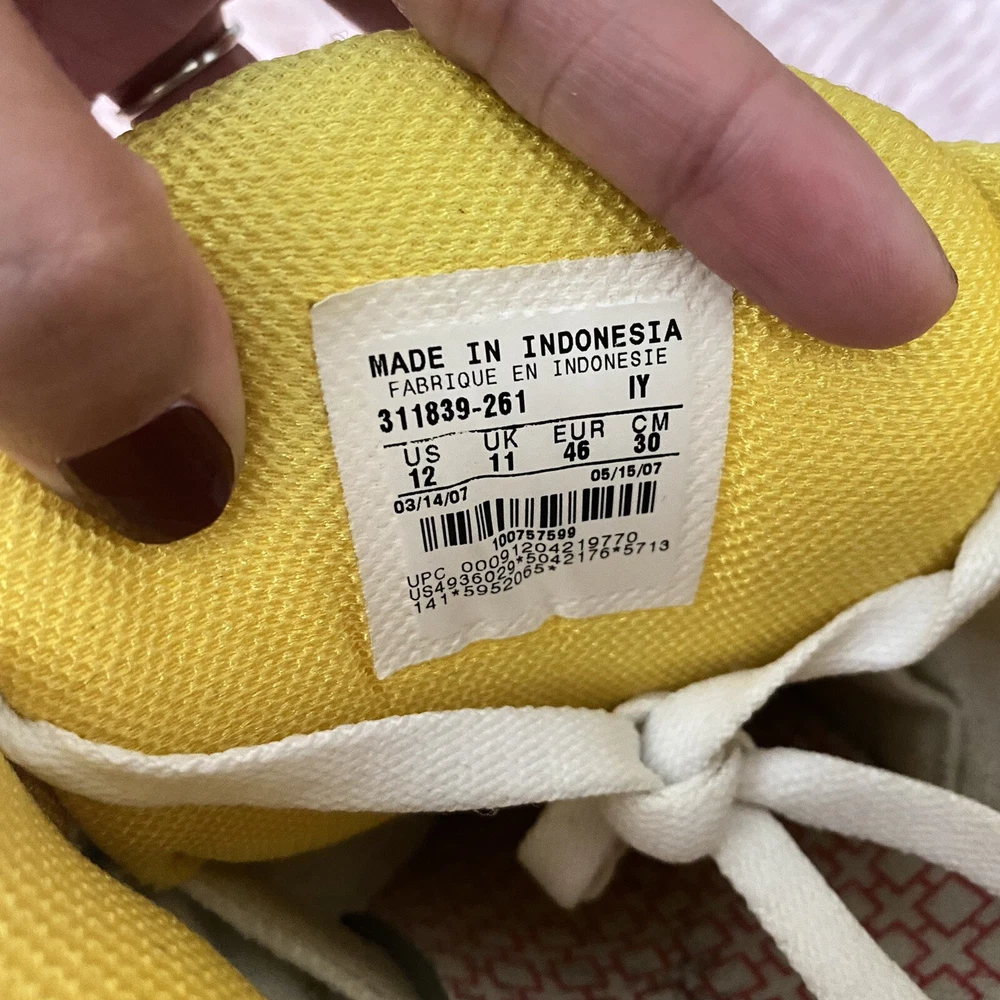 MADE IN INDONESIA
FABRIQUE EN INDONESIE
311839-261 IY
US UK EUR CM
12 11 46 30
03/14/07 05/15/07
100757599
UPC 00091204219770
US4936029*5042176*5713
141*5952065*